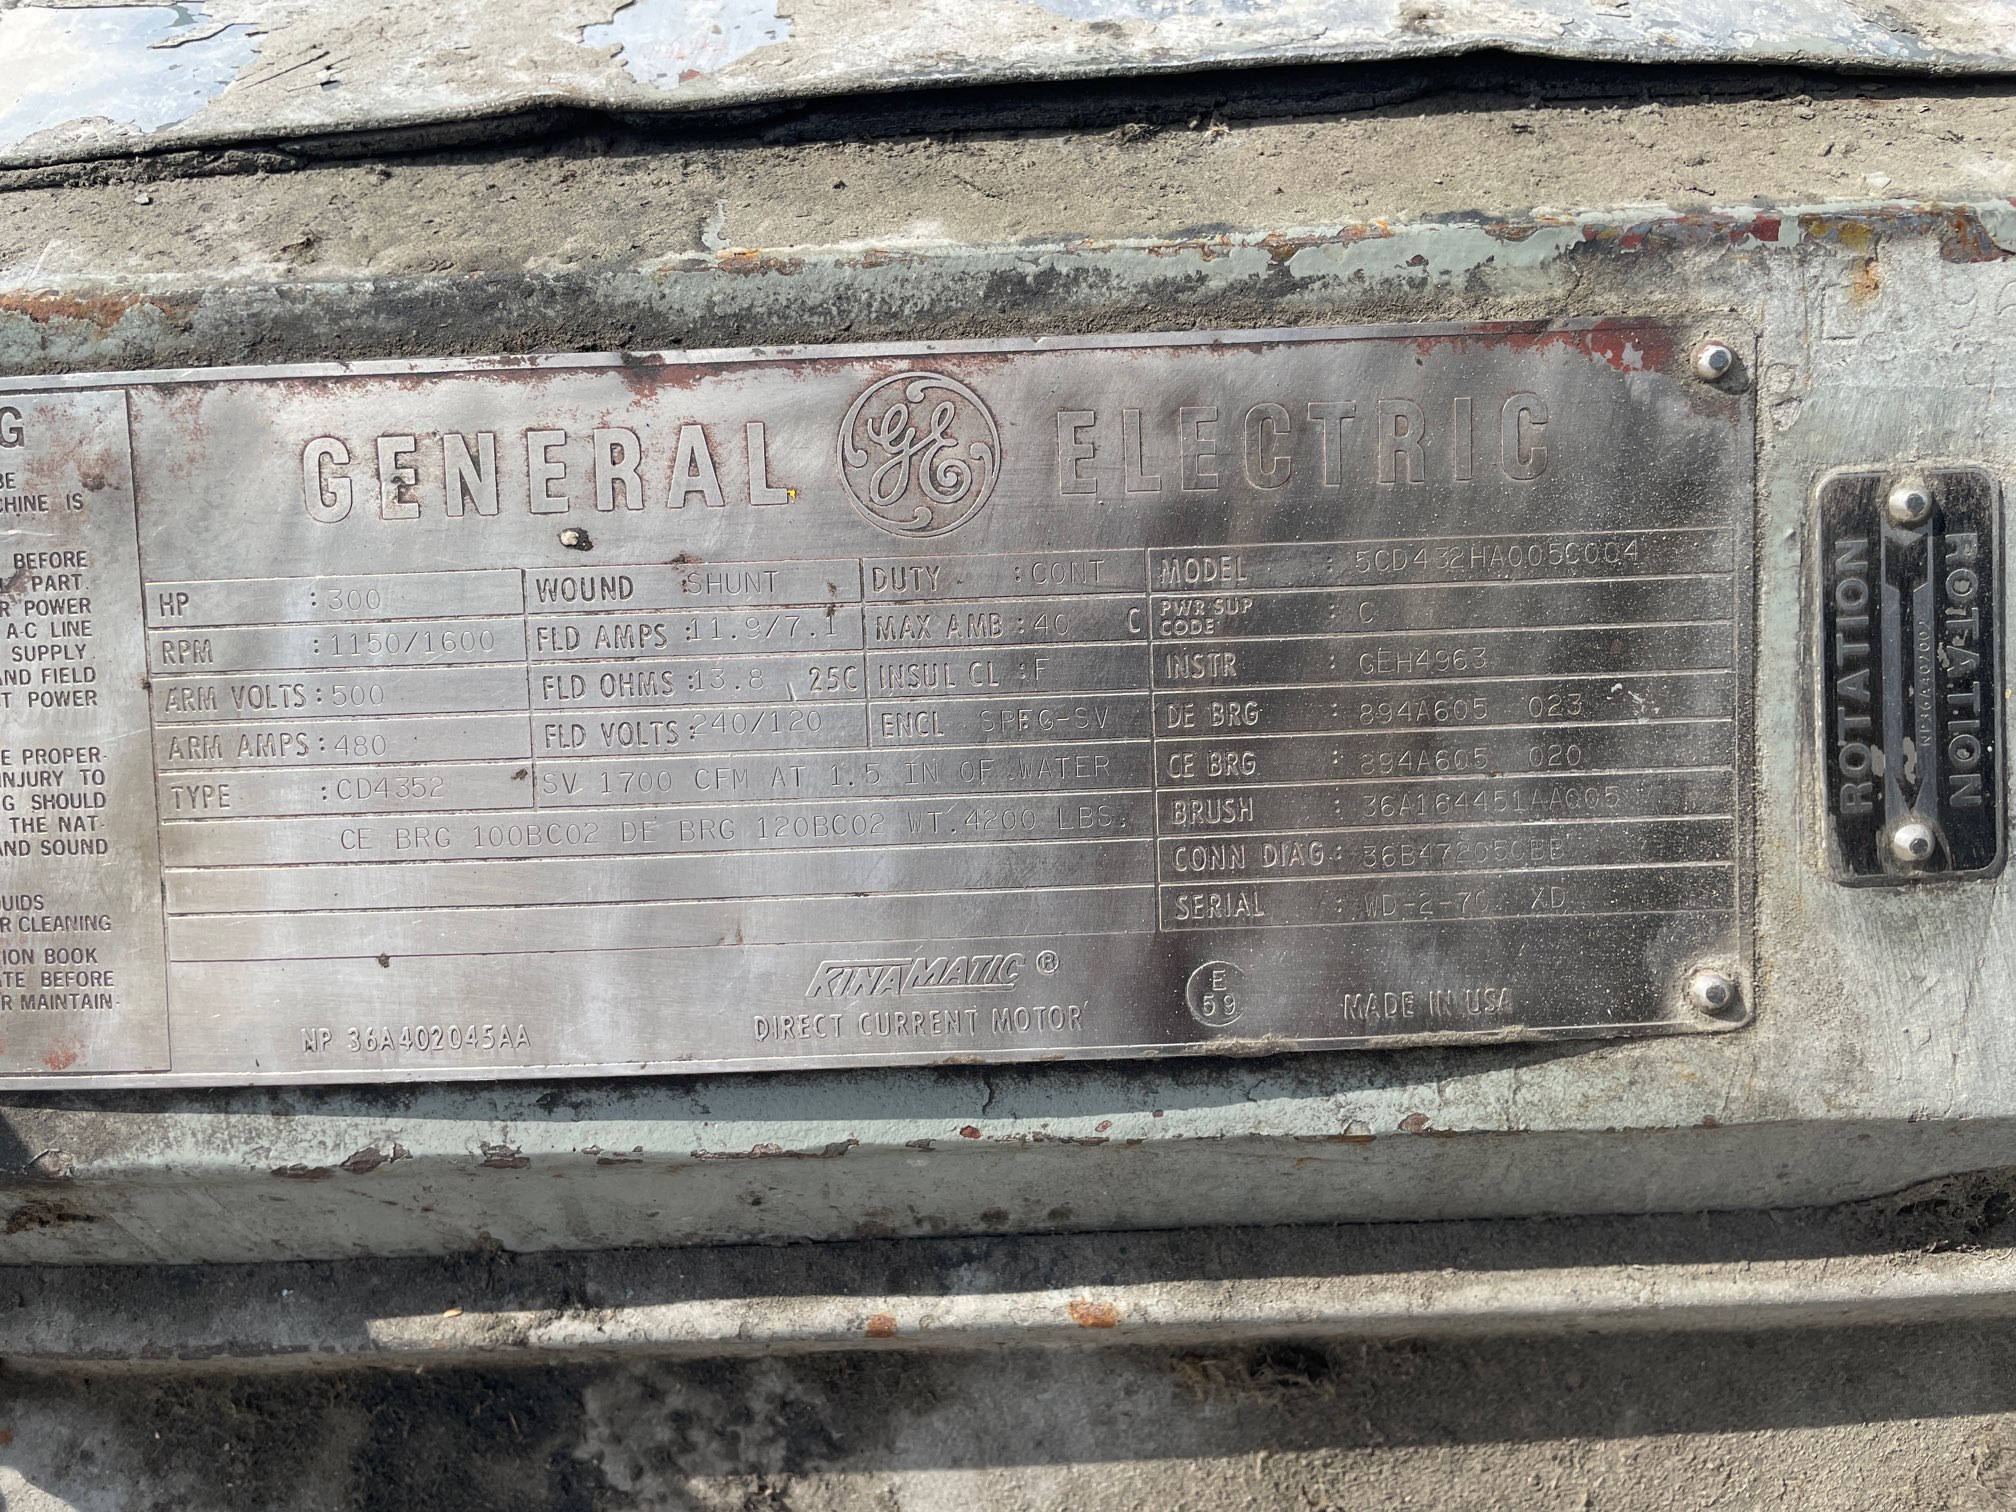 G
BE
CHINE IS
BEFORE
PART.
R POWER
A-C LINE
SUPPLY
AND FIELD
T POWER
E PROPER-
INJURY TO
G SHOULD
THE NAT-
AND SOUND
UIDS
R CLEANING
ION BOOK
TE BEFORE
R MAINTAIN-
GENERAL GE ELECTRIC
HP : 300
RPM : 1150/1600
ARM VOLTS : 500
ARM AMPS : 480
TYPE : CD4352
WOUND : SHUNT
FLD AMPS : 11.9/7.1
FLD OHMS : 13.8 25C
FLD VOLTS : 240/120
DUTY : CONT
MAX AMB : 40 C
INSUL CL : F
ENCL SPFG-SV
SV 1700 CFM AT 1.5 IN OF WATER
CE BRG 100BC02 DE BRG 120BC02 WT.4200 LBS.
MODEL : 5CD432HA005C004
PWR SUP CODE : C
INSTR : GEH4963
DE BRG : 894A605 023
CE BRG : 894A605 020
BRUSH : 36A164451AA005
CONN DIAG : 36B472050BB
SERIAL : WD-2-70 XD
KINAMATIC ®
DIRECT CURRENT MOTOR
NP 36A402045AA
E
59
MADE IN USA
ROTATION
NP36A407002
ROTATION